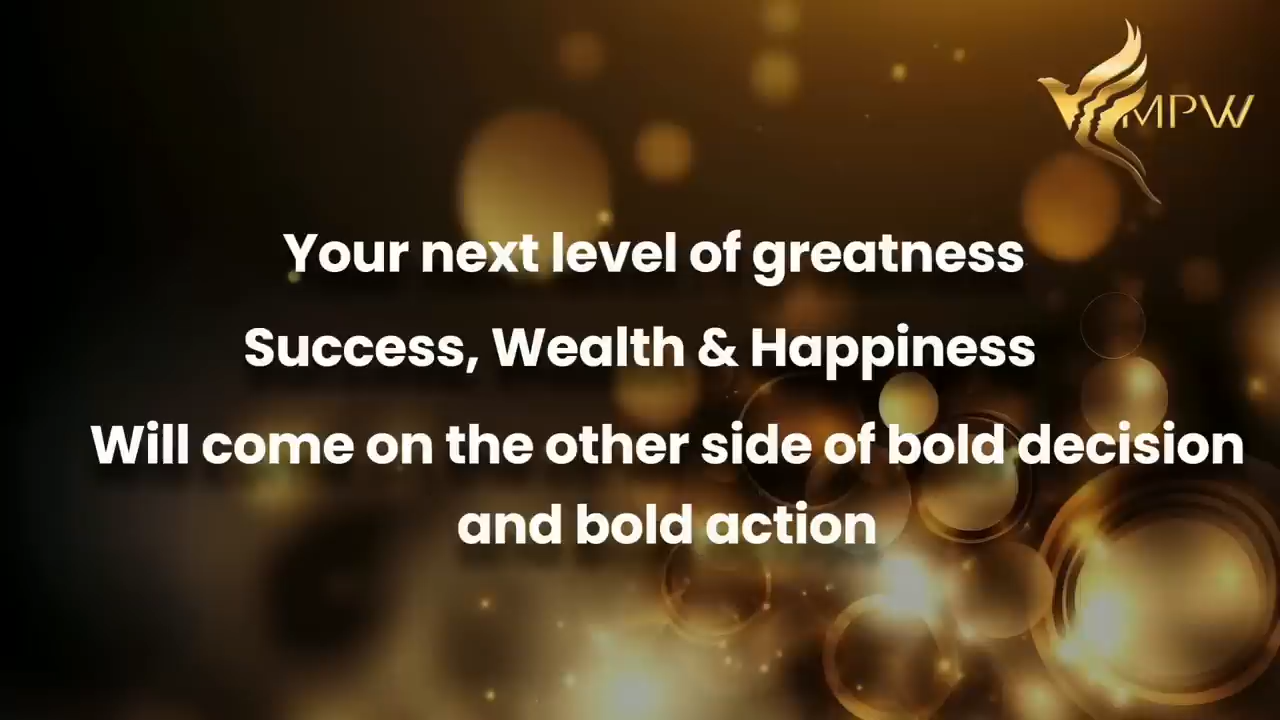 MPW
Your next level of greatness
Success, Wealth & Happiness
Will come on the other side of bold decision
and bold action